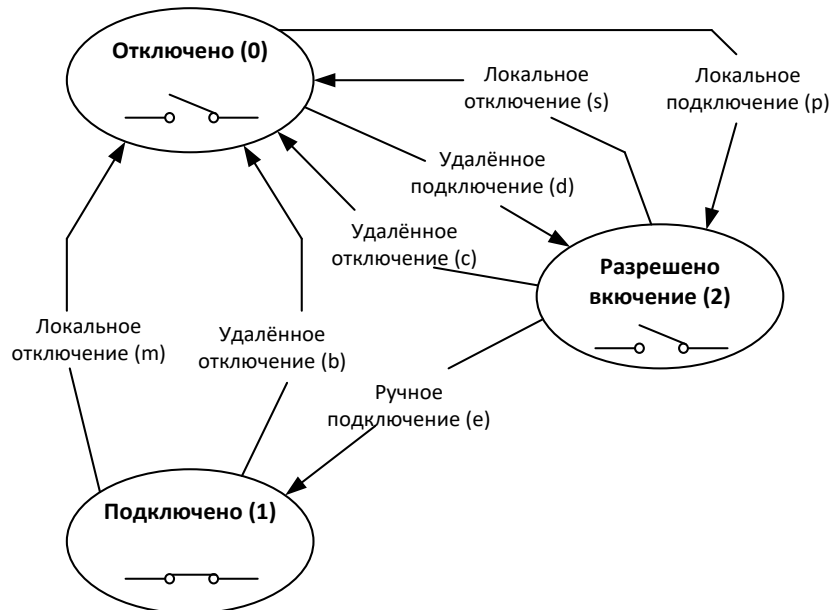 Отключено (0)
Локальное
отключение (s)
Локальное
подключение (p)
Удалённое
подключение (d)
Удалённое
отключение (c)
Разрешено
вкючение (2)
Локальное
отключение (m)
Удалённое
отключение (b)
Ручное
подключение (e)
Подключено (1)